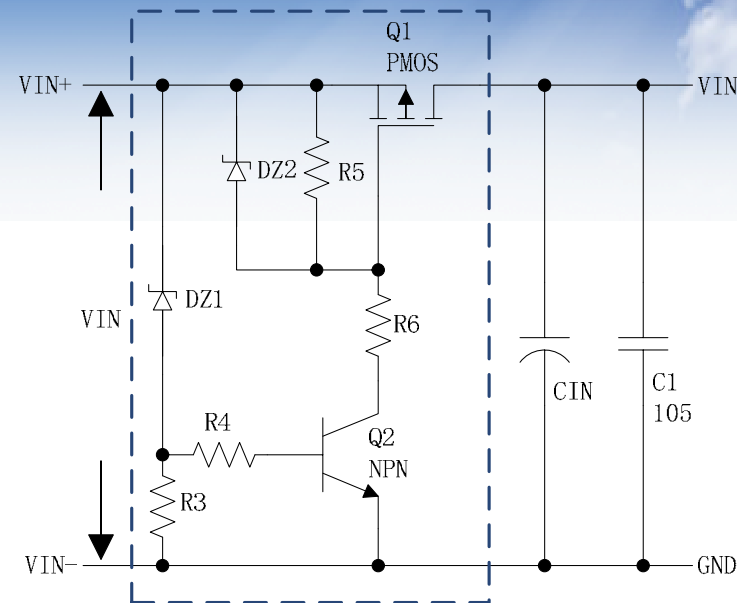 Q1
PMOS
VIN+
VIN
DZ2
R5
DZ1
VIN
R6
CIN
C1
105
R4
Q2
NPN
R3
VIN-
GND